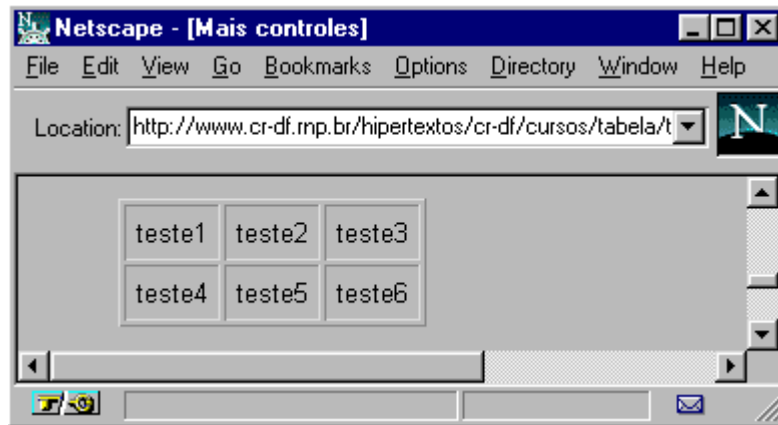 Netscape - [Mais controles]
File Edit View Go Bookmarks Options Directory Window Help
Location: http://www.cr-df.rnp.br/hipertextos/cr-df/cursos/tabela/t
N
teste1 teste2 teste3
teste4 teste5 teste6